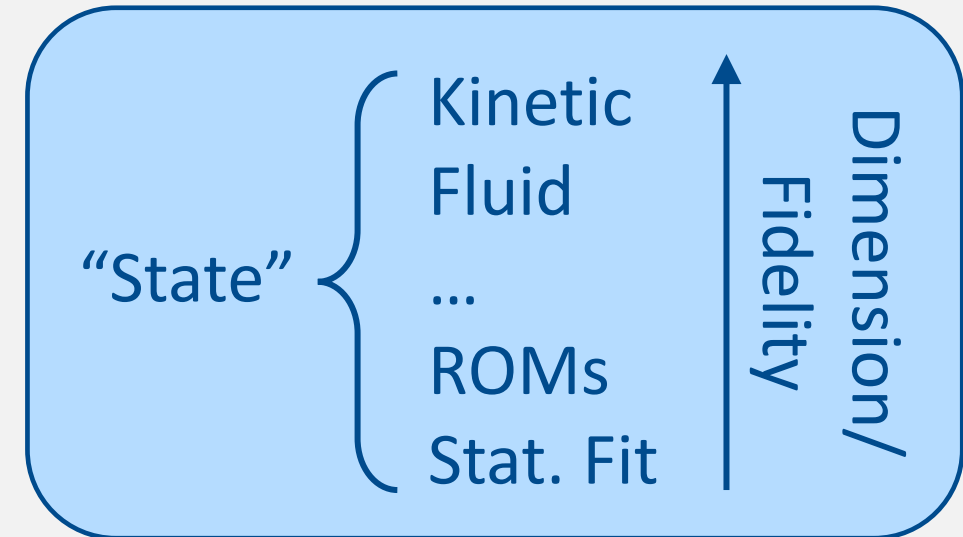 “State”
Kinetic
Fluid
...
ROMs
Stat. Fit
Dimension/
Fidelity